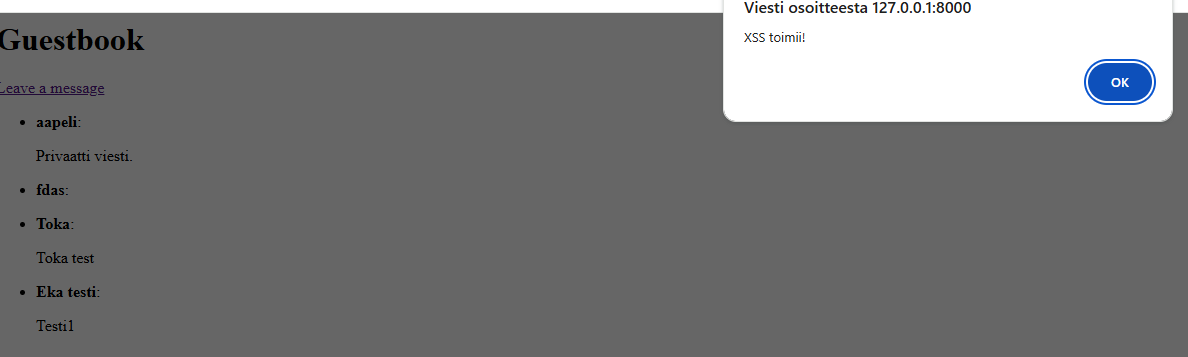 Viesti osoitteesta 127.0.0.1:8000
XSS toimii!
OK
Guestbook
Leave a message
aapeli:
Privaatti viesti.
fdas:
Toka:
Toka test
Eka testi:
Testi1